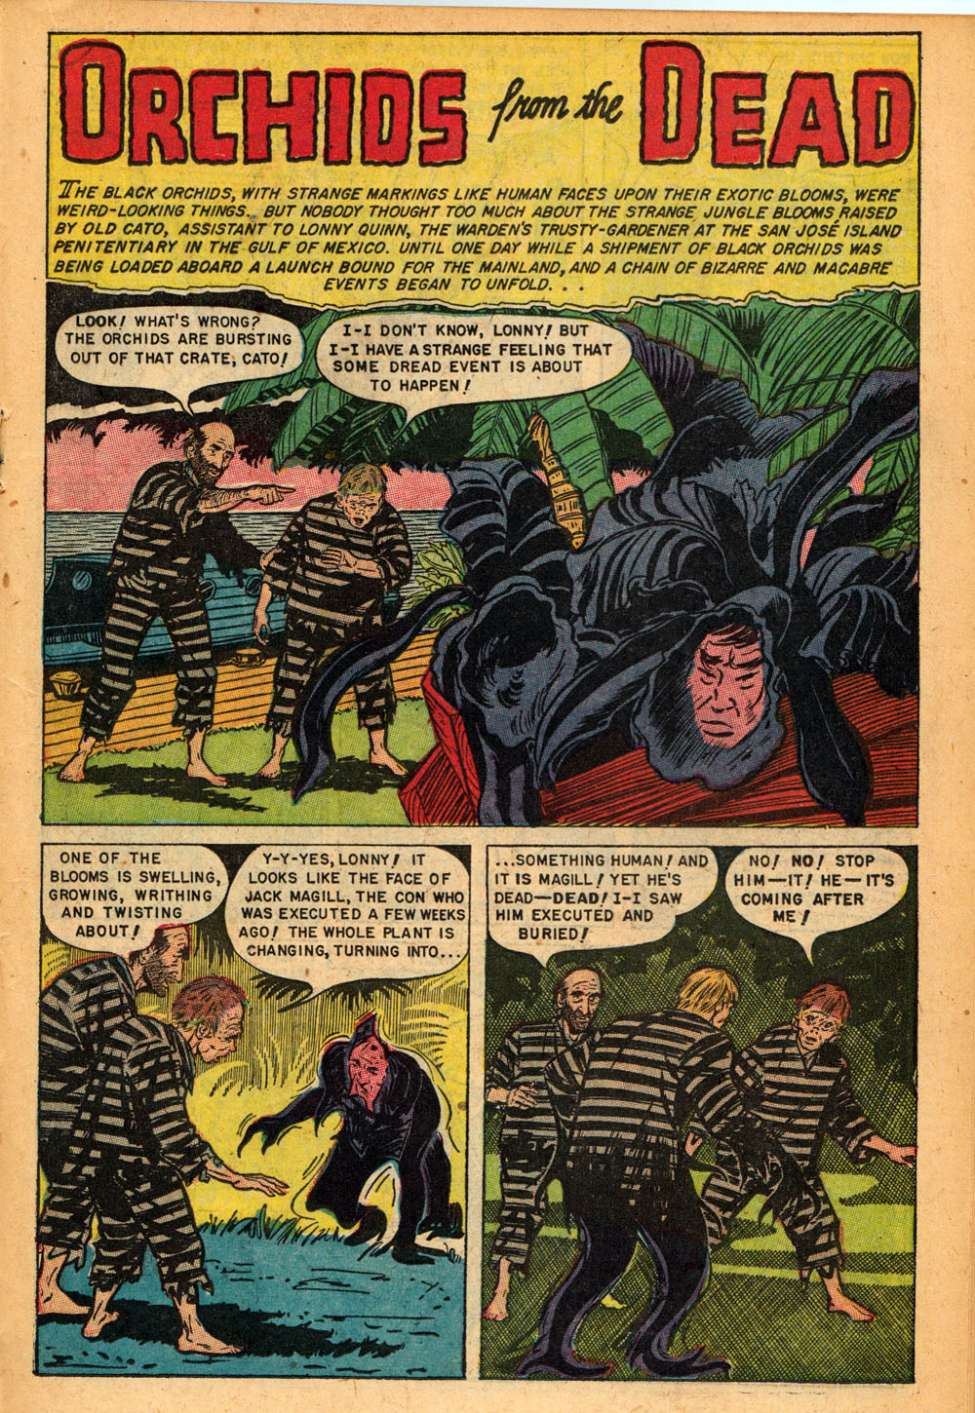 ORCHIDS from the DEAD
THE BLACK ORCHIDS, WITH STRANGE MARKINGS LIKE HUMAN FACES UPON THEIR EXOTIC BLOOMS, WERE
WEIRD-LOOKING THINGS. BUT NOBODY THOUGHT TOO MUCH ABOUT THE STRANGE JUNGLE BLOOMS RAISED
BY OLD CATO, ASSISTANT TO LONNY QUINN, THE WARDEN'S TRUSTY-GARDENER AT THE SAN JOSÉ ISLAND
PENITENTIARY IN THE GULF OF MEXICO. UNTIL ONE DAY WHILE A SHIPMENT OF BLACK ORCHIDS WAS
BEING LOADED ABOARD A LAUNCH BOUND FOR THE MAINLAND, AND A CHAIN OF BIZARRE AND MACABRE
EVENTS BEGAN TO UNFOLD. . .
LOOK! WHAT'S WRONG?
THE ORCHIDS ARE BURSTING
OUT OF THAT CRATE, CATO!
I-I DON'T KNOW, LONNY! BUT
I-I HAVE A STRANGE FEELING THAT
SOME DREAD EVENT IS ABOUT
TO HAPPEN!
ONE OF THE
BLOOMS IS SWELLING,
GROWING, WRITHING
AND TWISTING
ABOUT!
Y-Y-YES, LONNY! IT
LOOKS LIKE THE FACE OF
JACK MAGILL, THE CON WHO
WAS EXECUTED A FEW WEEKS
AGO! THE WHOLE PLANT IS
CHANGING, TURNING INTO...
...SOMETHING HUMAN! AND
IT IS MAGILL! YET HE'S
DEAD—DEAD! I-I SAW
HIM EXECUTED AND
BURIED!
NO! NO! STOP
HIM—IT! HE—IT'S
COMING AFTER
ME!